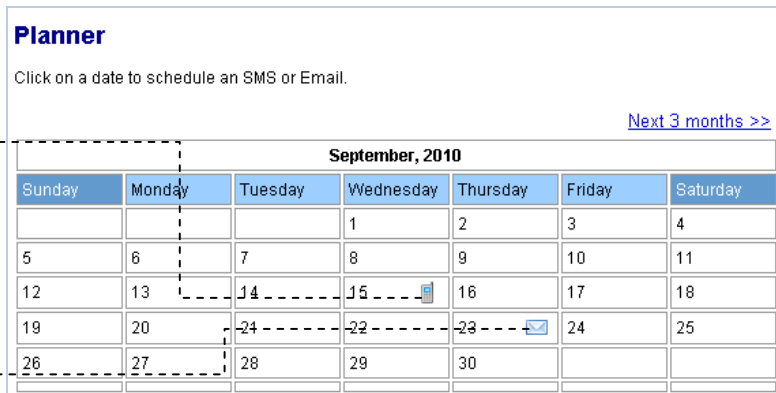 Planner
Click on a date to schedule an SMS or Email.
Next 3 months >>
September, 2010
Sunday Monday Tuesday Wednesday Thursday Friday Saturday
1 2 3 4
5 6 7 8 9 10 11
12 13 14 15 16 17 18
19 20 21 22 23 24 25
26 27 28 29 30